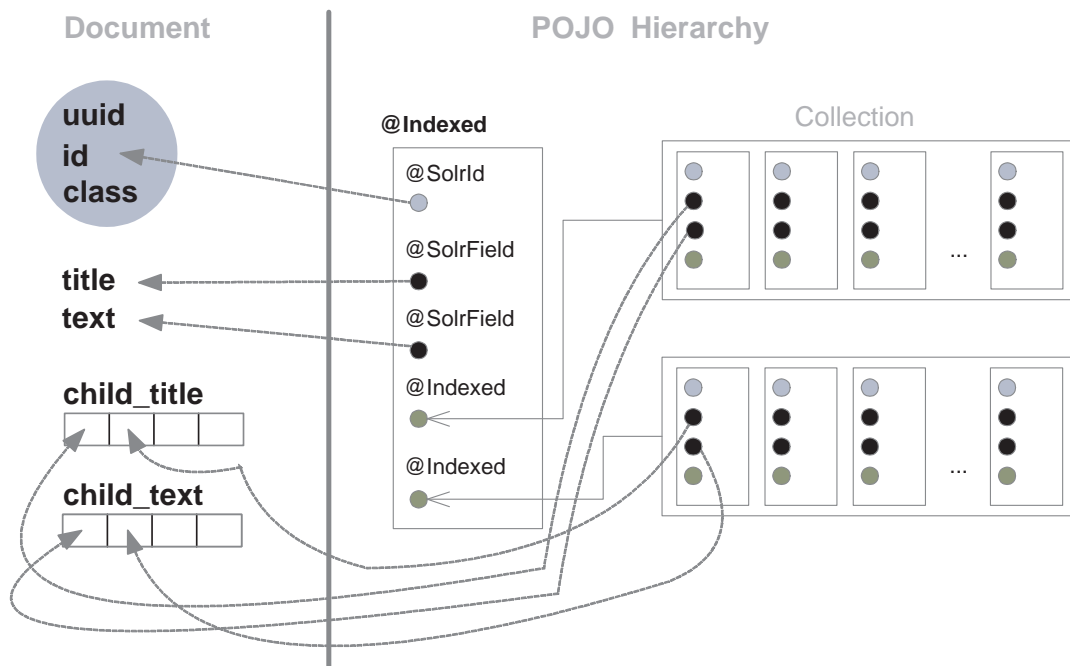 Document
POJO Hierarchy
uuid
id
class
title
text
child_title
child_text
@Indexed
@SolrId
@SolrField
@SolrField
@Indexed
@Indexed
Collection
...
...